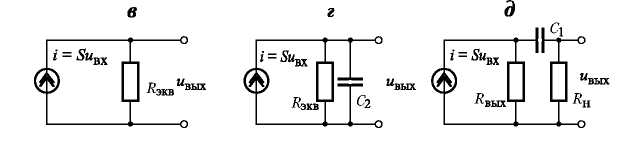 в
г
д
i = Suвх
Rэкв
uвых
i = Suвх
Rэкв
C2
uвых
i = Suвх
C1
Rвых
Rн
uвых